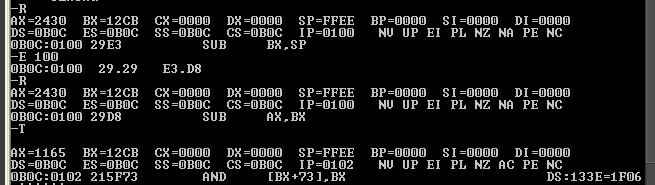 -R
AX=2430 BX=12CB CX=0000 DX=0000 SP=FFEE BP=0000 SI=0000 DI=0000
DS=0B0C ES=0B0C SS=0B0C CS=0B0C IP=0100 NV UP EI PL NZ NA PE NC
0B0C:0100 29E3 SUB BX,SP
-E 100
0B0C:0100 29.29 E3.D8
-R
AX=2430 BX=12CB CX=0000 DX=0000 SP=FFEE BP=0000 SI=0000 DI=0000
DS=0B0C ES=0B0C SS=0B0C CS=0B0C IP=0100 NV UP EI PL NZ NA PE NC
0B0C:0100 29D8 SUB AX,BX
-T
AX=1165 BX=12CB CX=0000 DX=0000 SP=FFEE BP=0000 SI=0000 DI=0000
DS=0B0C ES=0B0C SS=0B0C CS=0B0C IP=0102 NV UP EI PL NZ AC PE NC
0B0C:0102 215F73 AND [BX+73],BX DS:133E=1F06